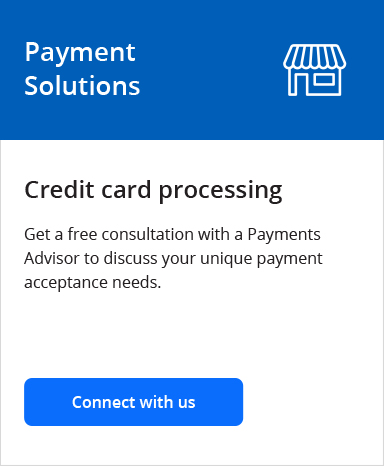 Payment
Solutions
Credit card processing
Get a free consultation with a Payments
Advisor to discuss your unique payment
acceptance needs.
Connect with us